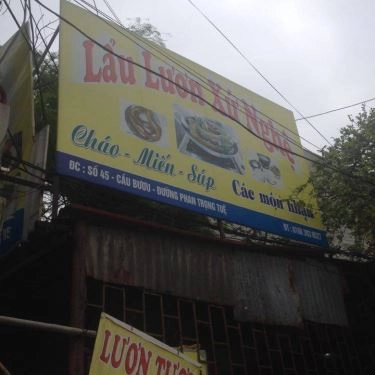 Lẩu Lươn Xứ Nghệ
Cháo - Miến - Súp
Các món nhậu
ĐC : SỐ 45 - CẦU BƯƠU - ĐƯỜNG PHAN TRỌNG TUỆ
LƯƠN TƯƠI